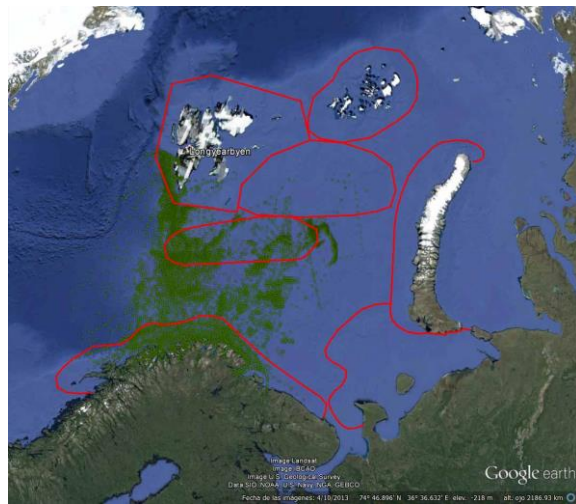 Longyearbyen
Image Landsat
Image IBCAO
Image U.S. Geological Survey
Data SIO, NOAA, U.S. Navy, NGA, GEBCO
Google earth
Fecha de las imágenes: 4/10/2013 74° 46.896' N 36° 36.632' E elev. -218 m alt. ojo 2186.93 km